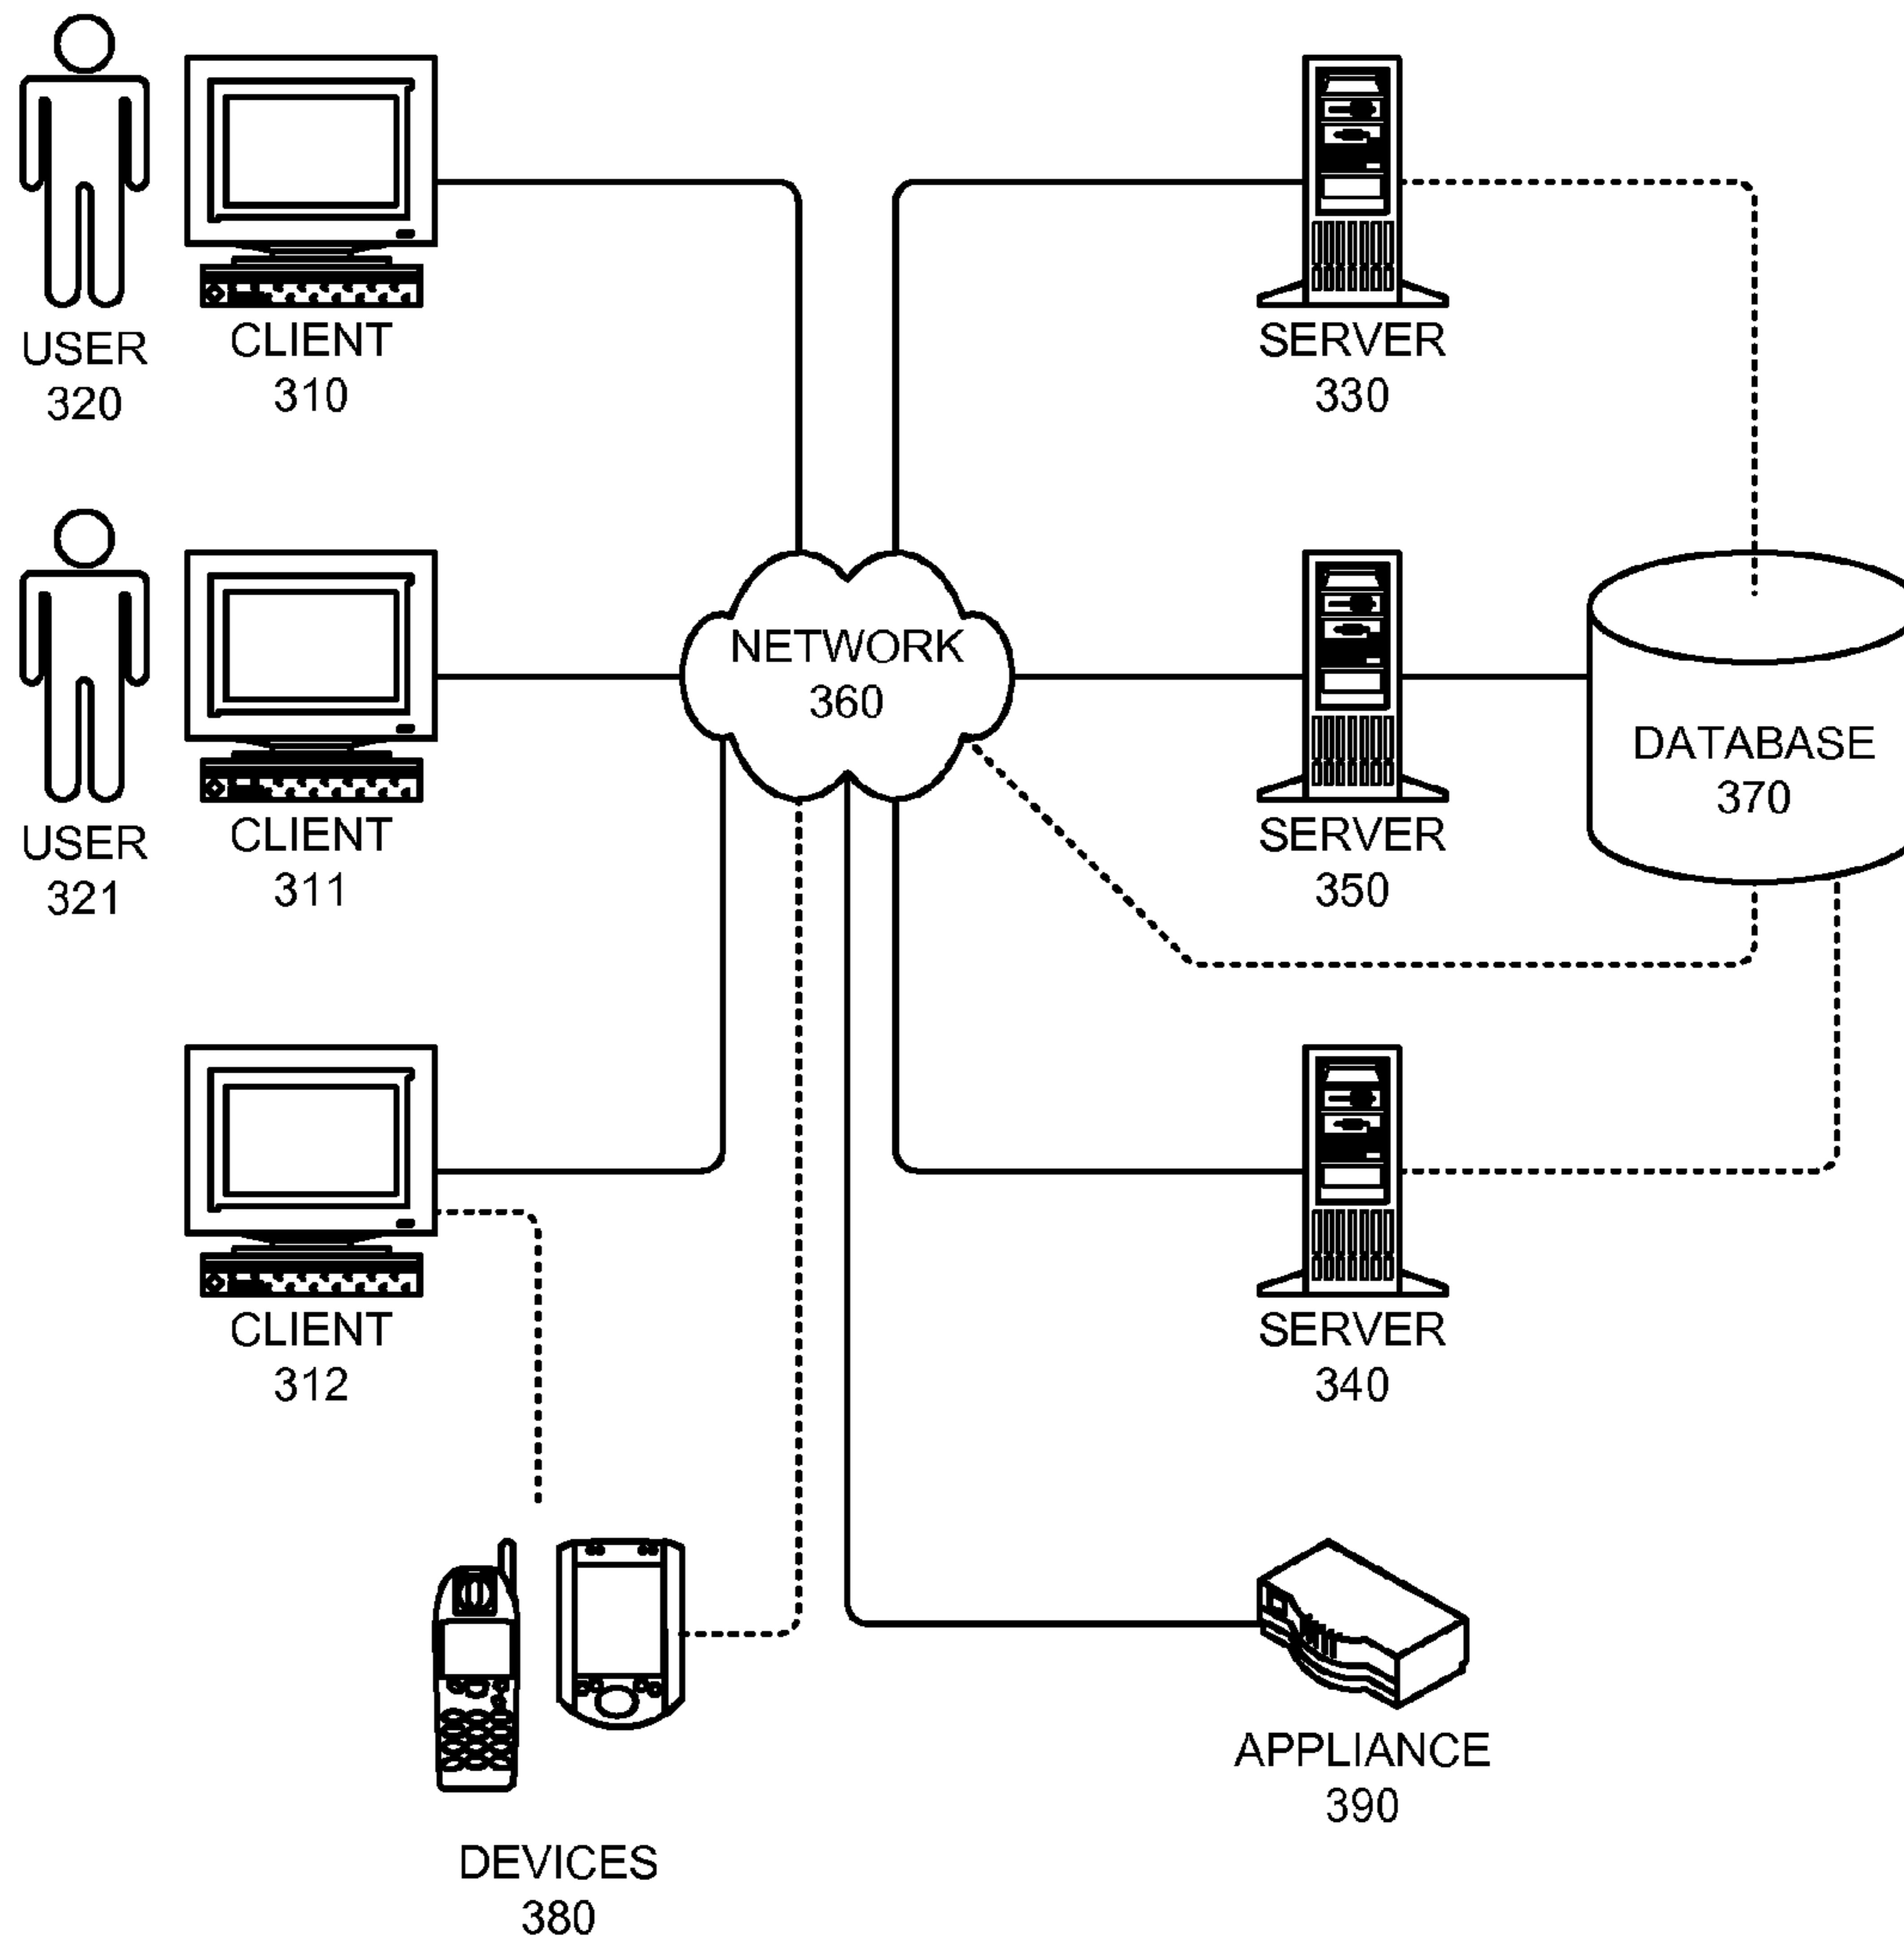 USER
320
CLIENT
310
SERVER
330
USER
321
CLIENT
311
NETWORK
360
SERVER
350
DATABASE
370
CLIENT
312
SERVER
340
DEVICES
380
APPLIANCE
390